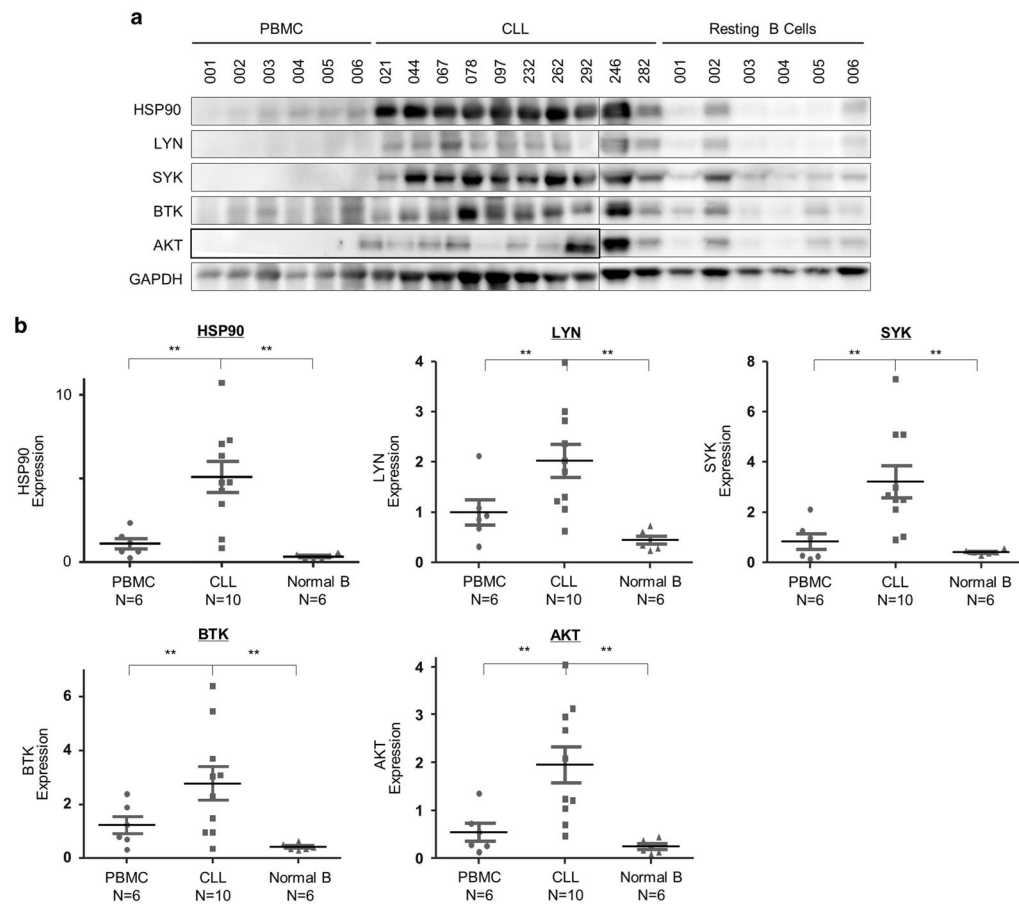 a
PBMC CLL Resting B Cells
001 002 003 004 005 006 021 044 067 078 097 232 262 292 246 282 001 002 003 004 005 006
HSP90
LYN
SYK
BTK
AKT
GAPDH
b
HSP90
** **
10
0
HSP90
Expression
PBMC CLL Normal B
N=6 N=10 N=6
LYN
** **
4
3
2
1
0
LYN
Expression
PBMC CLL Normal B
N=6 N=10 N=6
SYK
** **
8
6
4
2
0
SYK
Expression
PBMC CLL Normal B
N=6 N=10 N=6
BTK
** **
6
4
2
0
BTK
Expression
PBMC CLL Normal B
N=6 N=10 N=6
AKT
** **
4
3
2
1
0
AKT
Expression
PBMC CLL Normal B
N=6 N=10 N=6